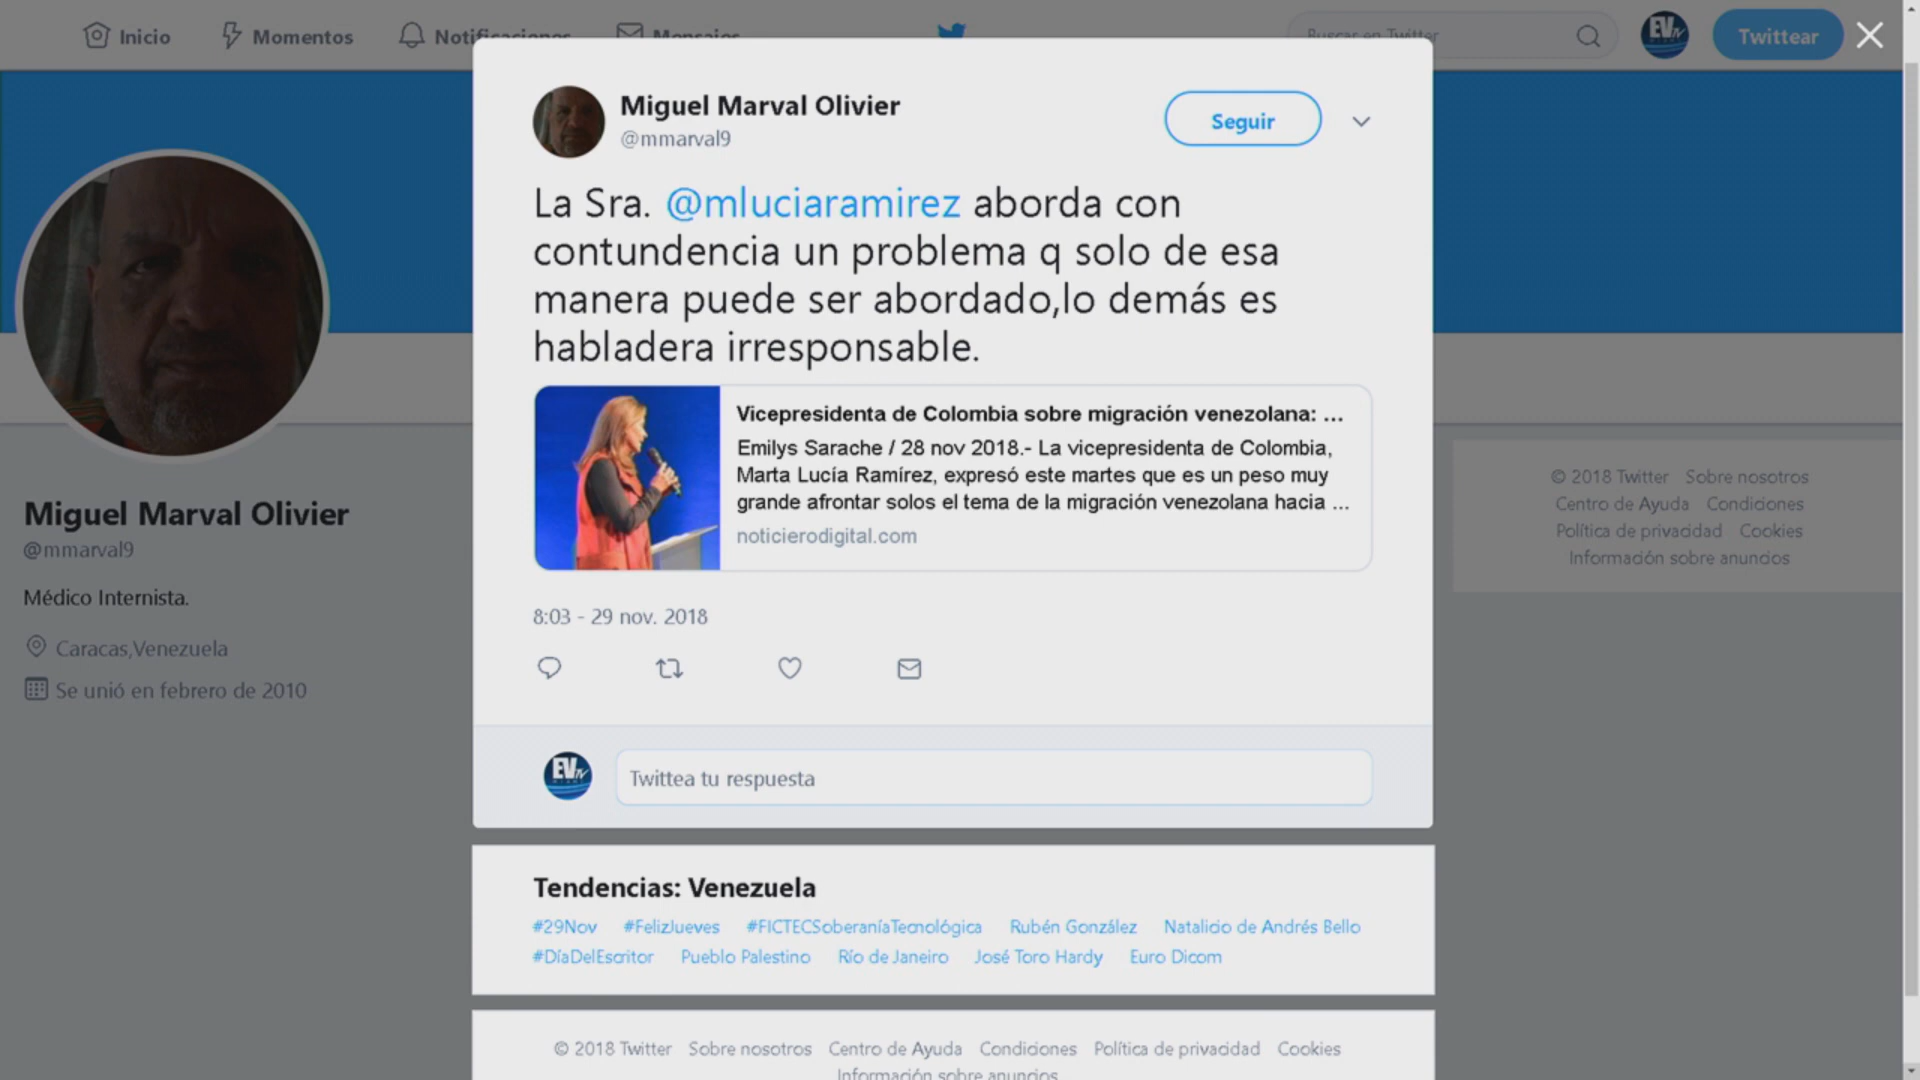 Inicio
Momentos
Notificaciones
Mensajes
Buscar en Twitter
EVTV
Twittear
Miguel Marval Olivier
@mmarval9
Seguir
La Sra. @mluciaramirez aborda con
contundencia un problema q solo de esa
manera puede ser abordado,lo demás es
habladera irresponsable.
Vicepresidenta de Colombia sobre migración venezolana: ...
Emilys Sarache / 28 nov 2018.- La vicepresidenta de Colombia,
Marta Lucía Ramírez, expresó este martes que es un peso muy
grande afrontar solos el tema de la migración venezolana hacia ...
noticierodigital.com
8:03 - 29 nov. 2018
EVTV
Twittea tu respuesta
Miguel Marval Olivier
@mmarval9
Médico Internista.
Caracas,Venezuela
Se unió en febrero de 2010
© 2018 Twitter Sobre nosotros
Centro de Ayuda Condiciones
Política de privacidad Cookies
Información sobre anuncios
Tendencias: Venezuela
#29Nov #FelizJueves #FICTECSoberaníaTecnológica Rubén González Natalicio de Andrés Bello
#DíaDelEscritor Pueblo Palestino Río de Janeiro José Toro Hardy Euro Dicom
© 2018 Twitter Sobre nosotros Centro de Ayuda Condiciones Política de privacidad Cookies
Información sobre anuncios